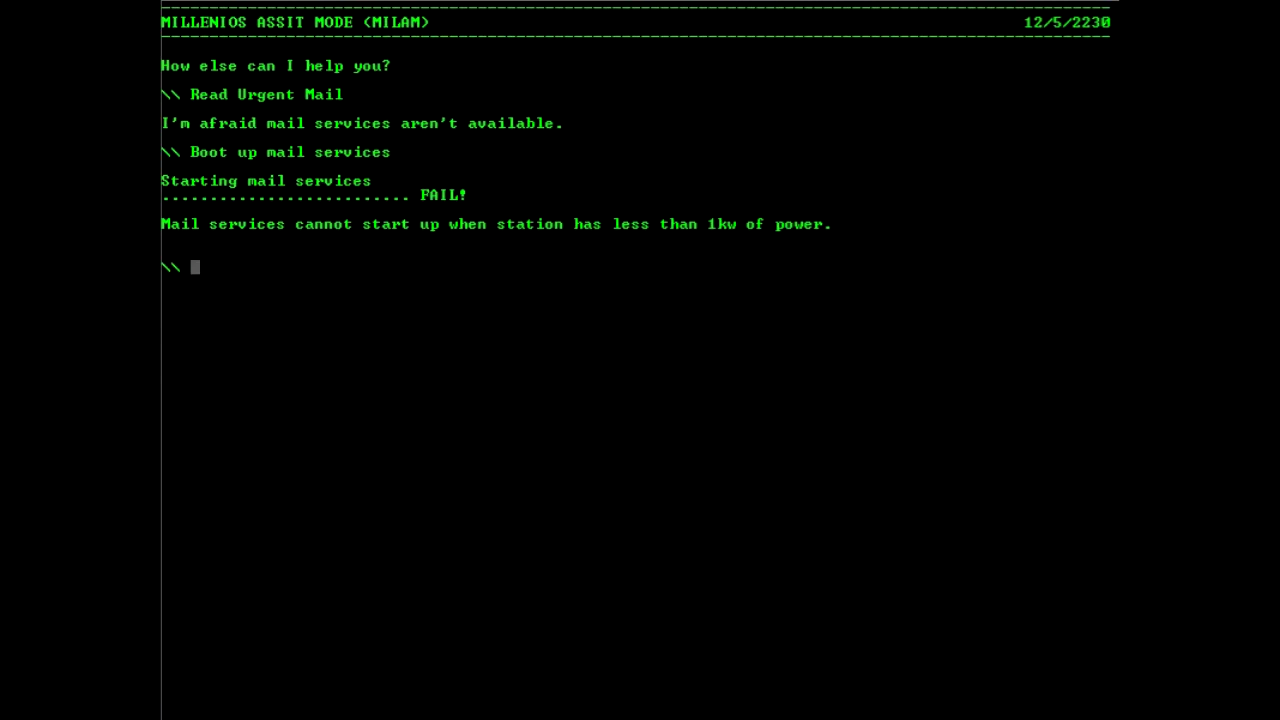 MILLENIOS ASSIT MODE (MILAM) 12/5/2230
How else can I help you?
\\ Read Urgent Mail
I'm afraid mail services aren't available.
\\ Boot up mail services
Starting mail services
.......................... FAIL!
Mail services cannot start up when station has less than 1kw of power.
\\